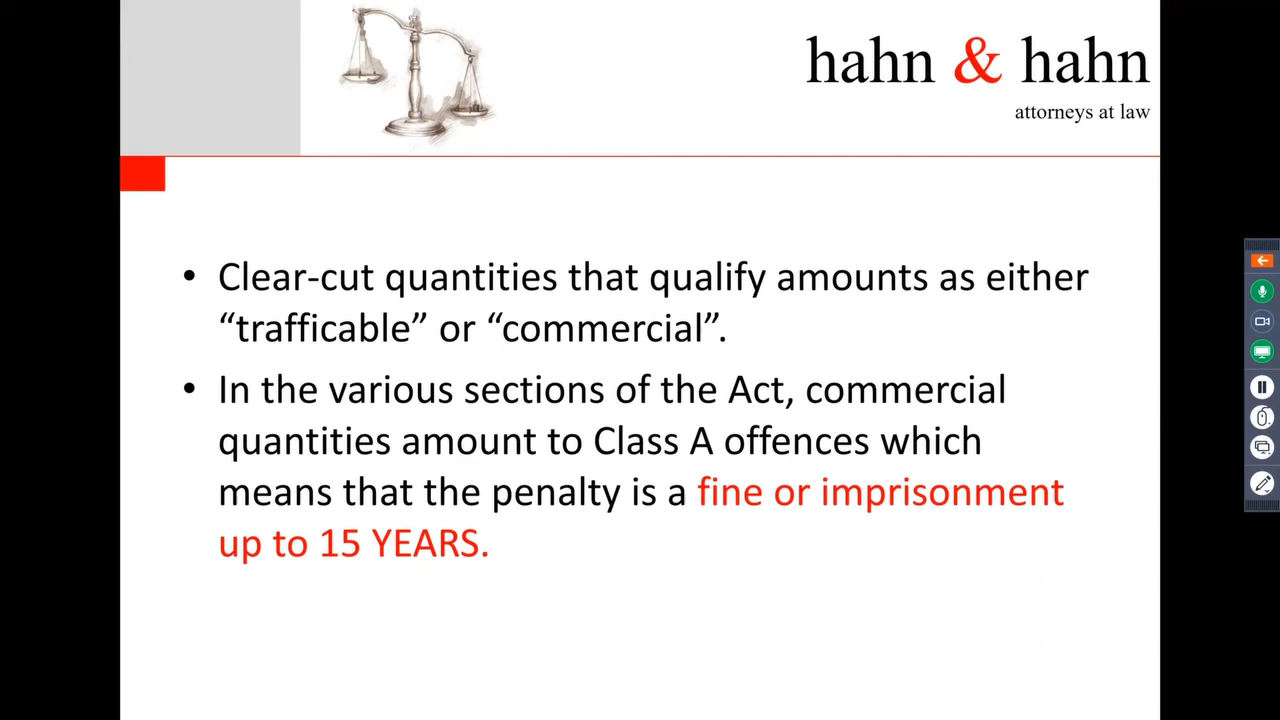 hahn & hahn
attorneys at law
• Clear-cut quantities that qualify amounts as either
“trafficable” or “commercial”.
• In the various sections of the Act, commercial
quantities amount to Class A offences which
means that the penalty is a fine or imprisonment
up to 15 YEARS.